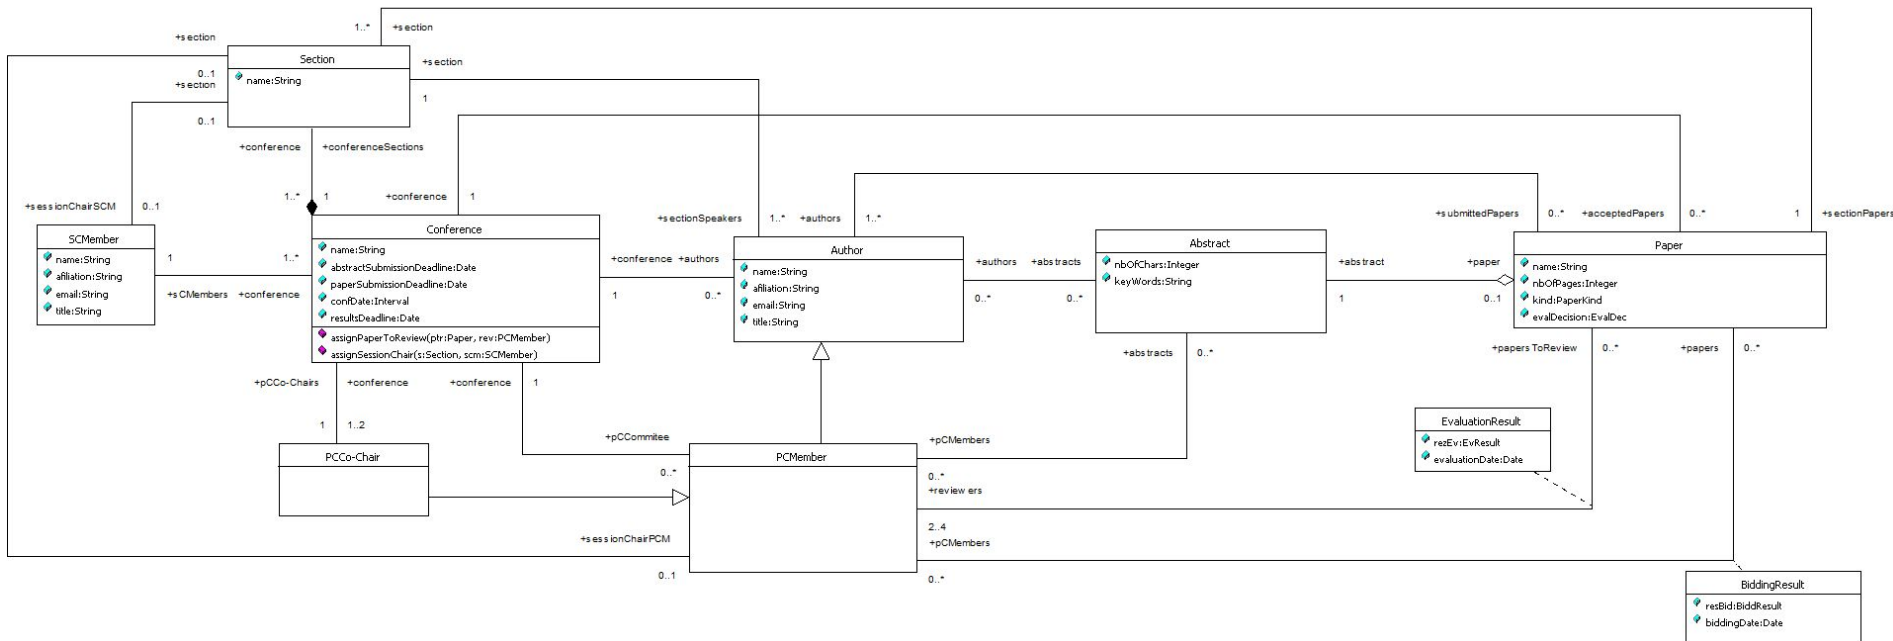 1..*
+section
+sectionPapers
1
+section
0..1
+section
0..1
Section
name:String
+section
1
+conference
+conferenceSections
1..*
1
+conference
1
+sessionChairSCM
0..1
+sectionSpeakers
1..*
+authors
1..*
+submittedPapers
0..*
+acceptedPapers
0..*
SCMember
name:String
afiliation:String
email:String
title:String
1
+sCMembers
1..*
+conference
Conference
name:String
abstractSubmissionDeadline:Date
paperSubmissionDeadline:Date
confDate:Interval
resultsDeadline:Date
assignPaperToReview(ptr:Paper, rev:PCMember)
assignSessionChair(s:Section, scm:SCMember)
+conference
+authors
1
0..*
Author
name:String
afiliation:String
email:String
title:String
+authors
+abstracts
0..*
0..*
Abstract
nbOfChars:Integer
keyWords:String
+abstract
+paper
1
0..1
Paper
name:String
nbOfPages:Integer
kind:PaperKind
evalDecision:EvalDec
+abstracts
0..*
+papersToReview
0..*
+papers
0..*
+pCCo-Chairs
+conference
1
1..2
+conference
1
+pCCommitee
0..*
PCCo-Chair
PCMember
+pCMembers
0..*
+reviewers
2..4
+pCMembers
0..*
+sessionChairPCM
0..1
EvaluationResult
rezEv:EvResult
evaluationDate:Date
BiddingResult
resBid:BiddResult
biddingDate:Date